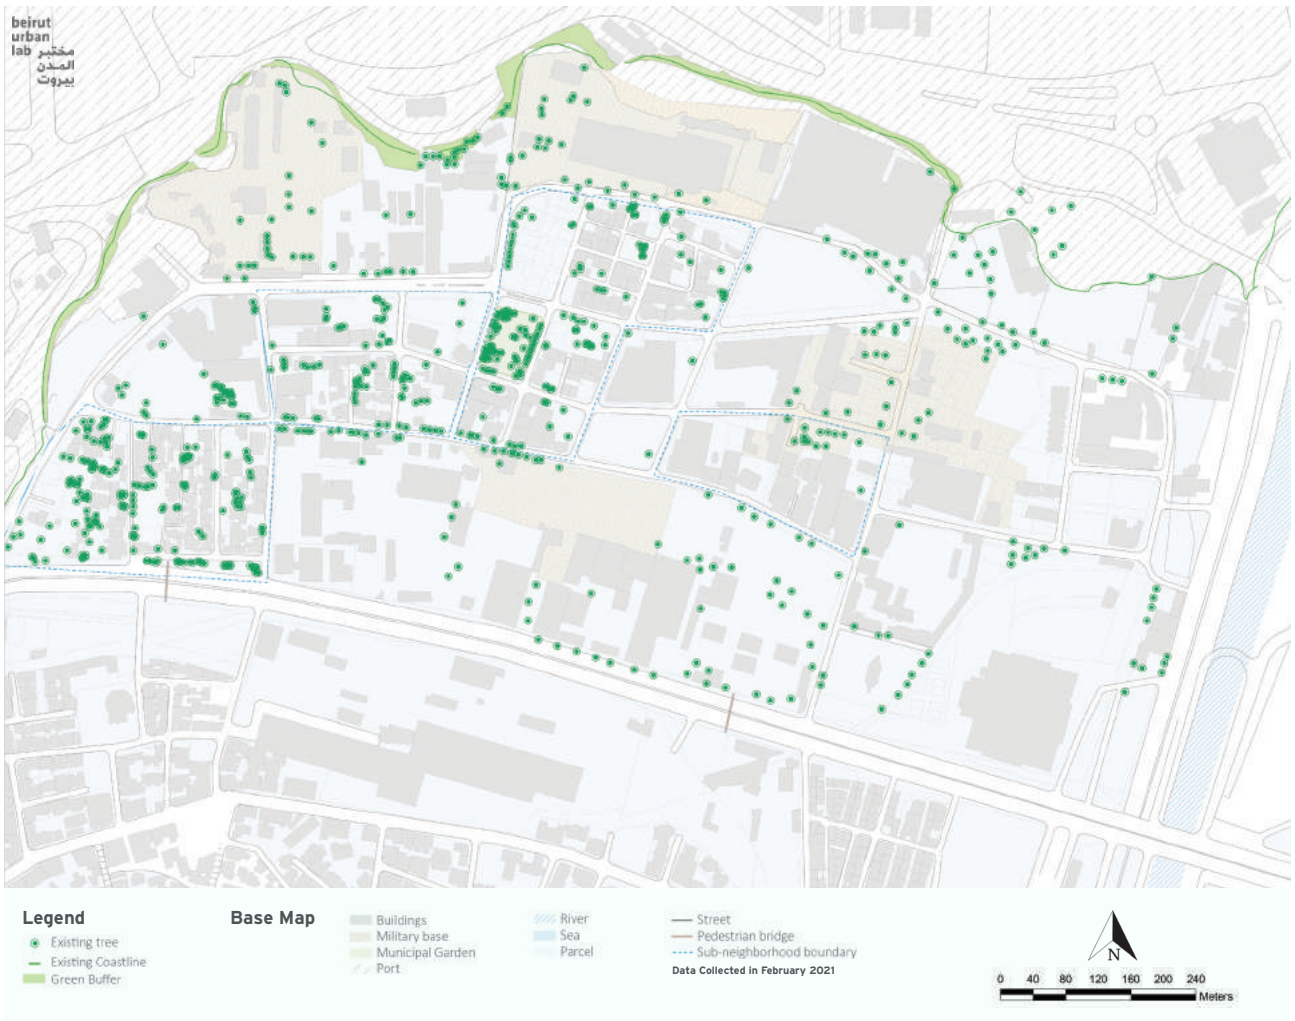 beirut
urban
lab مختبر
المدن
بيروت
Legend
Existing tree
Existing Coastline
Green Buffer
Base Map
Buildings
Military base
Municipal Garden
Port
River
Sea
Parcel
Street
Pedestrian bridge
Sub-neighborhood boundary
Data Collected in February 2021
N
0 40 80 120 160 200 240
Meters